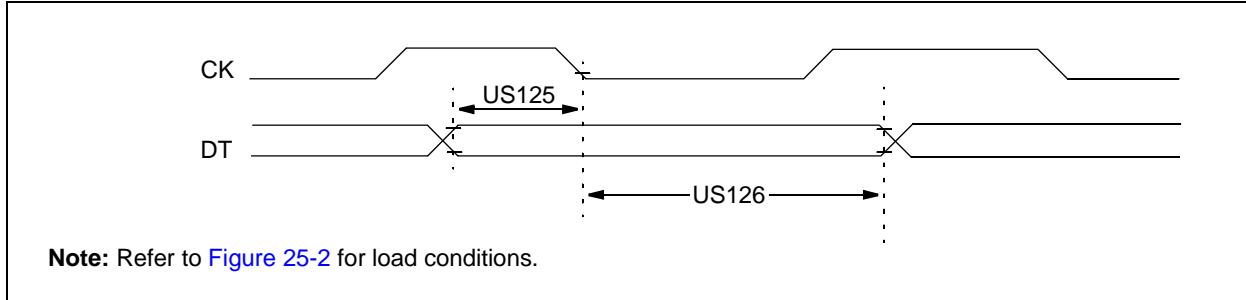 CK
US125
DT
US126
Note: Refer to Figure 25-2 for load conditions.